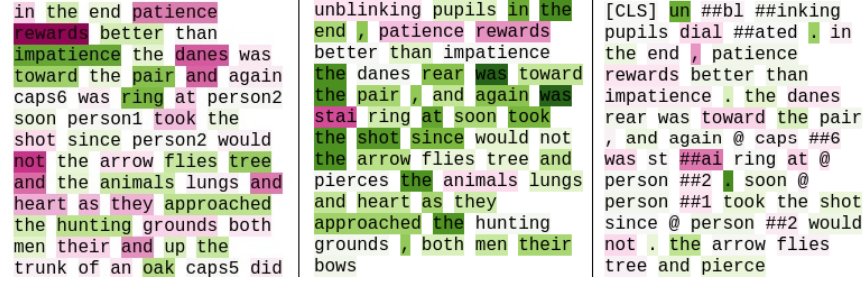 in the end patience
rewards better than
impatience the danes was
toward the pair and again
caps6 was ring at person2
soon person1 took the
shot since person2 would
not the arrow flies tree
and the animals lungs and
heart as they approached
the hunting grounds both
men their and up the
trunk of an oak caps5 did
unblinking pupils in the
end , patience rewards
better than impatience
the danes rear was toward
the pair , and again was
stai ring at soon took
the shot since would not
the arrow flies tree and
pierces the animals lungs
and heart as they
approached the hunting
grounds , both men their
bows
[CLS] un ##bl ##inking
pupils dial ##ated . in
the end , patience
rewards better than
impatience . the danes
rear was toward the pair
, and again @ caps ##6
was st ##ai ring at @
person ##2 . soon @
person ##1 took the shot
since @ person ##2 would
not . the arrow flies
tree and pierce